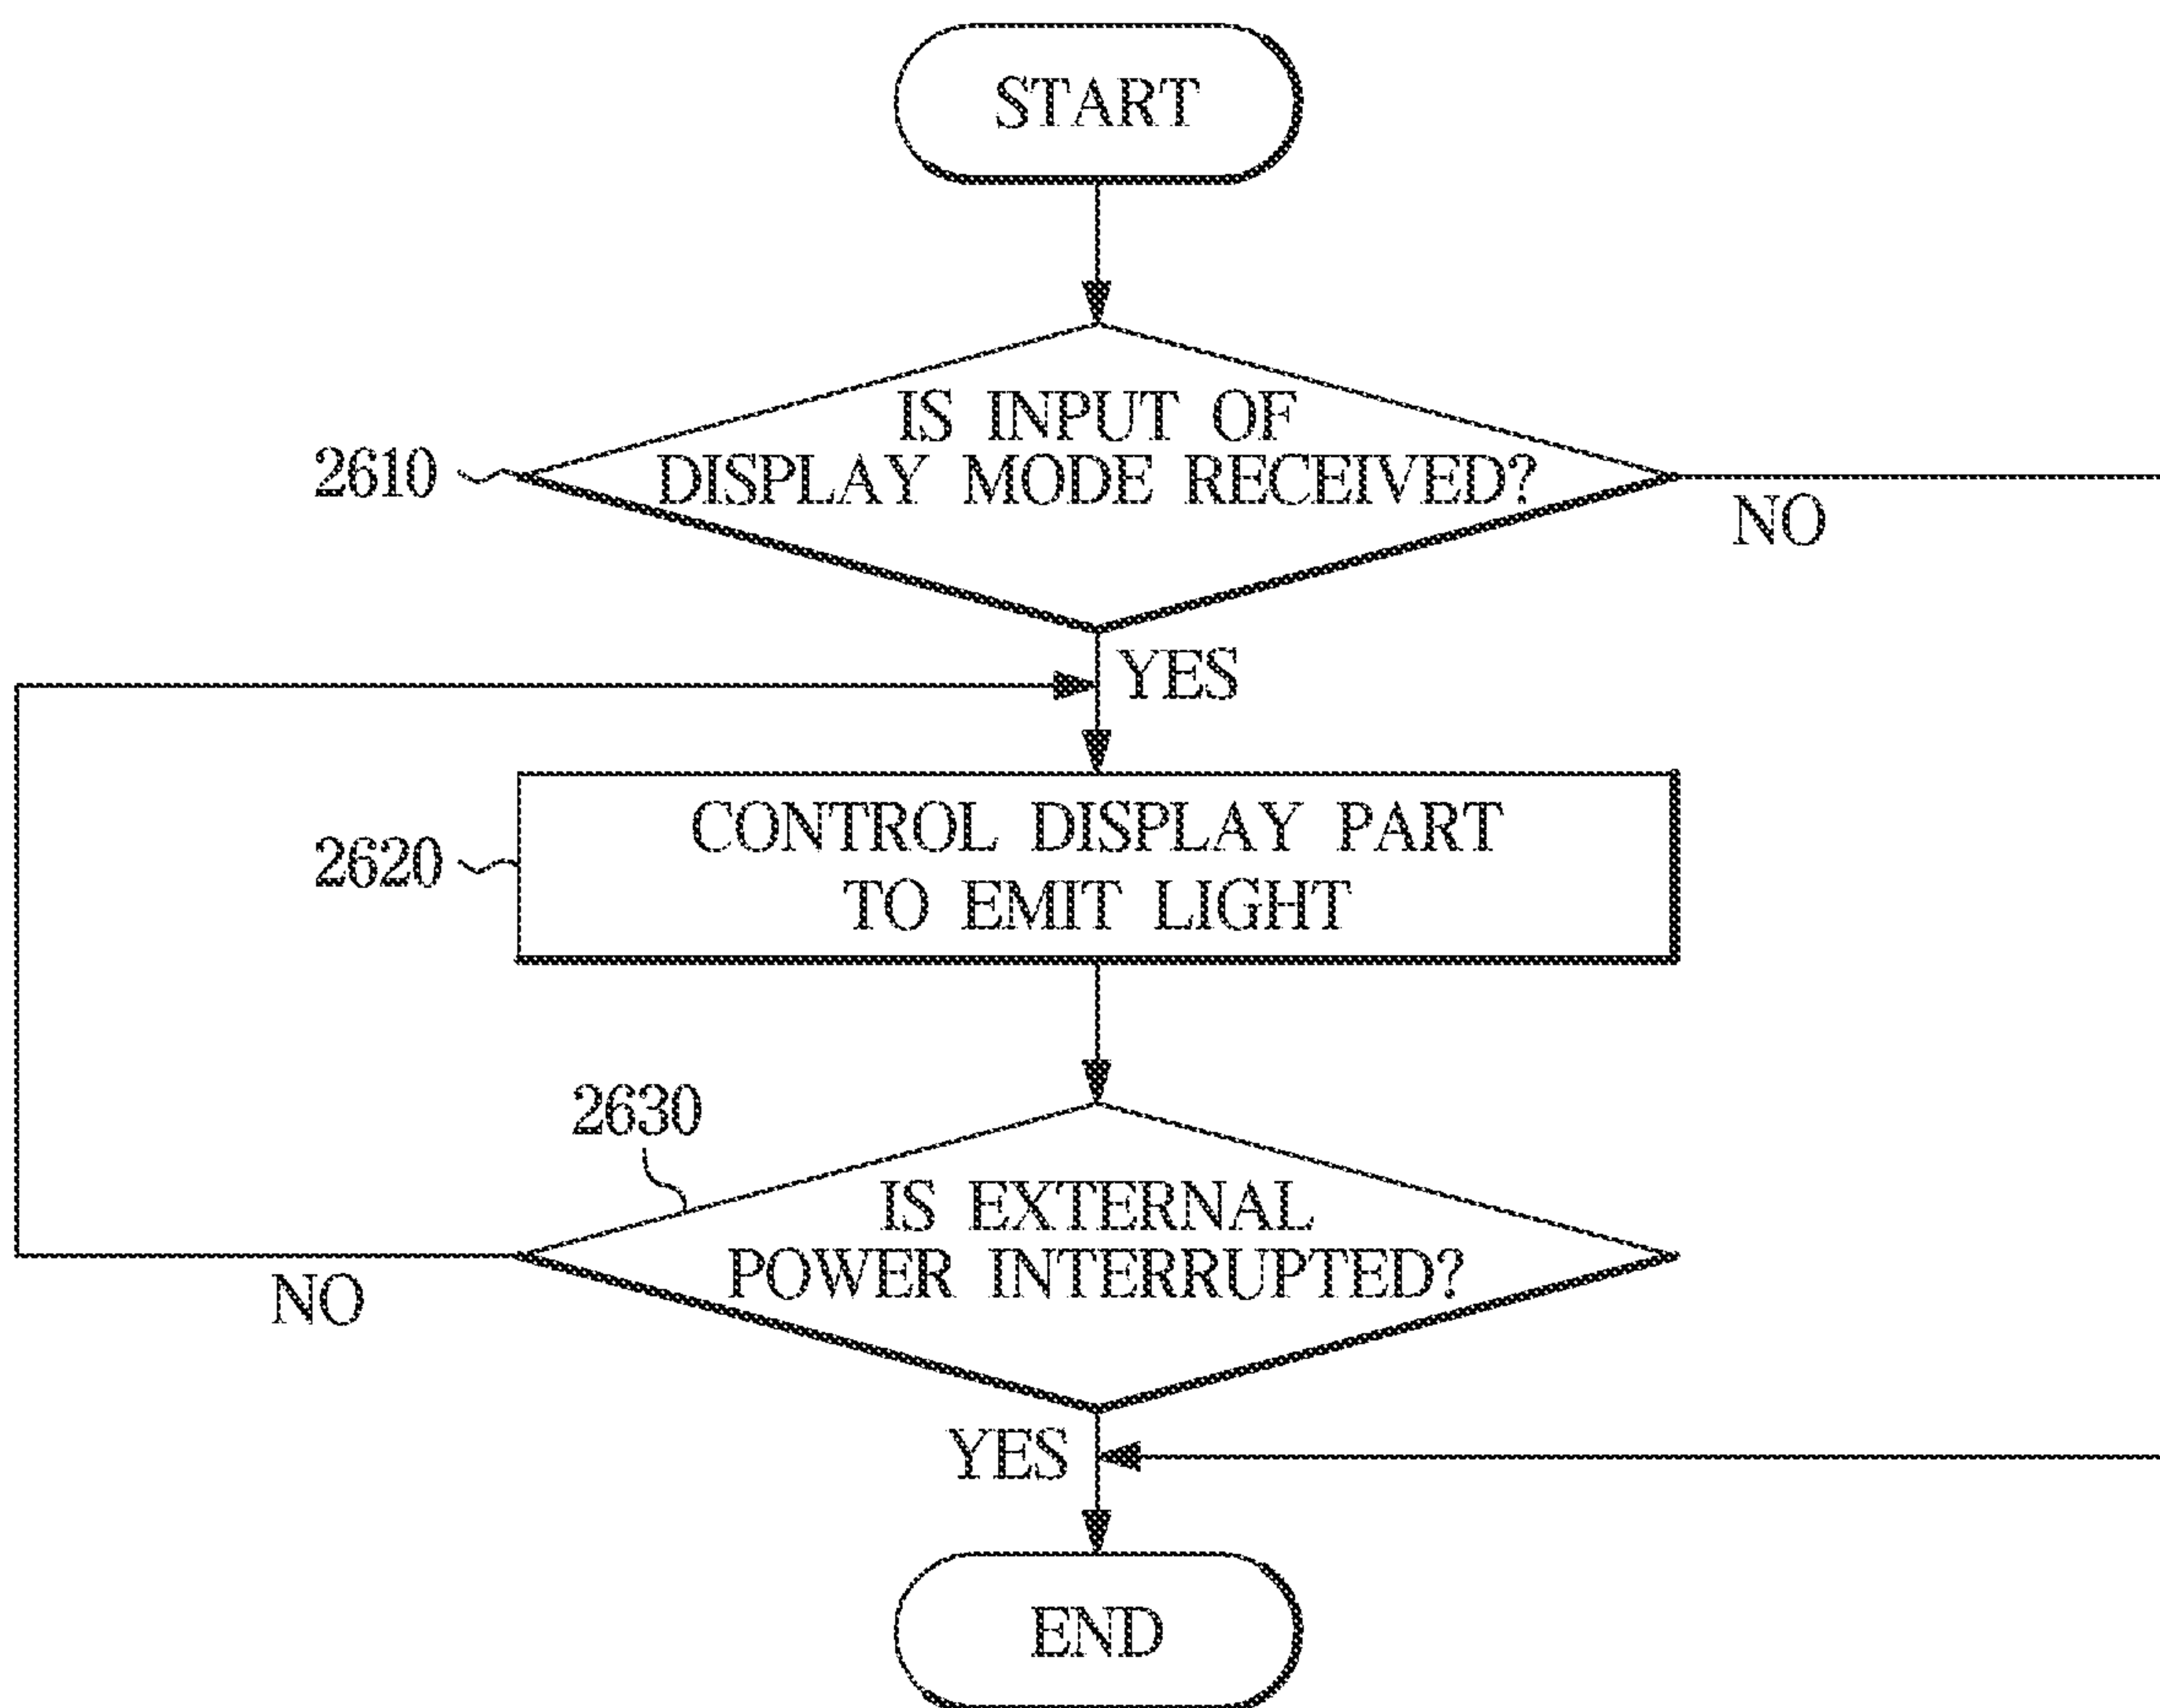 START
IS INPUT OF
DISPLAY MODE RECEIVED?
2610
NO
YES
CONTROL DISPLAY PART
TO EMIT LIGHT
2620
2630
IS EXTERNAL
POWER INTERRUPTED?
NO
YES
END